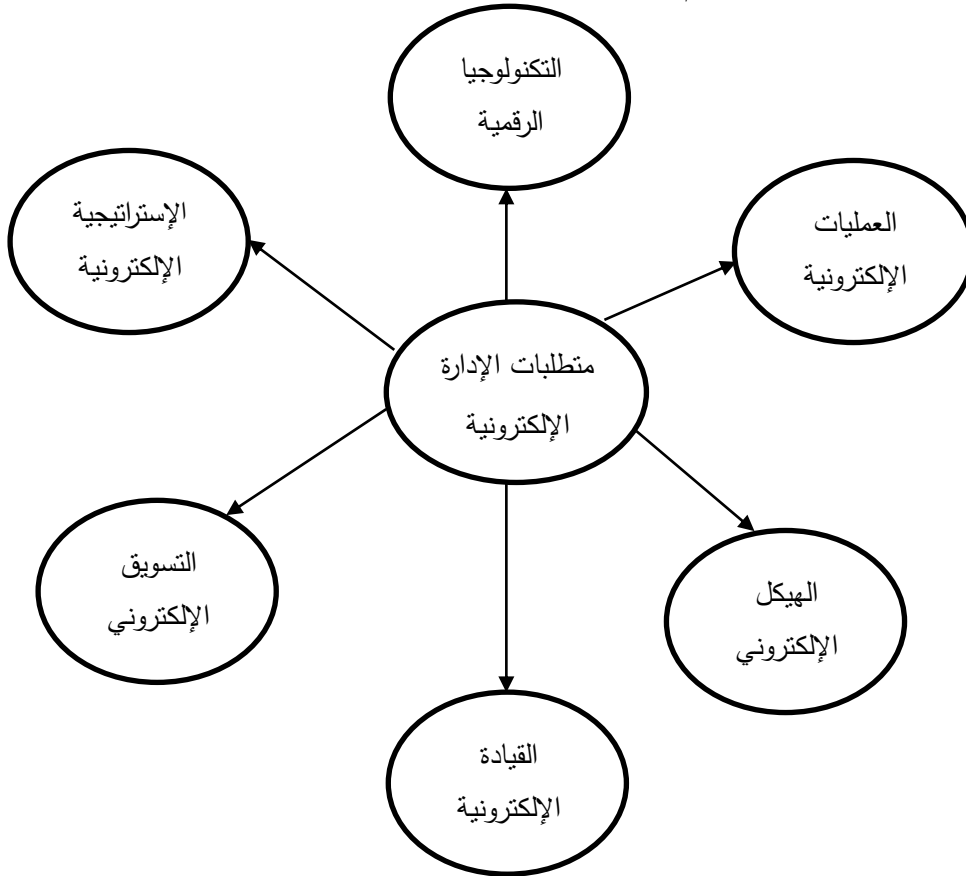 التكنولوجيا
الرقمية
العمليات
الإلكترونية
الإستراتيجية
الإلكترونية
متطلبات الإدارة
الإلكترونية
الهيكل
الإلكتروني
التسويق
الإلكتروني
القيادة
الإلكترونية